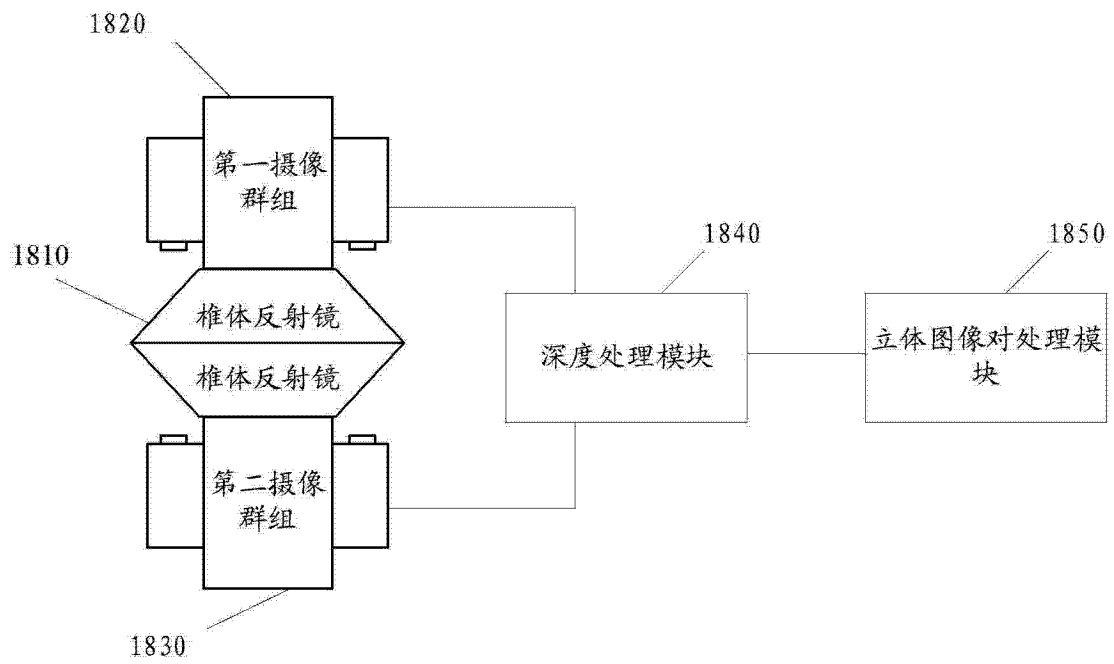 1820
第一摄像
群组
1810
椎体反射镜
椎体反射镜
第二摄像
群组
1830
1840
深度处理模块
1850
立体图像对处理模
块